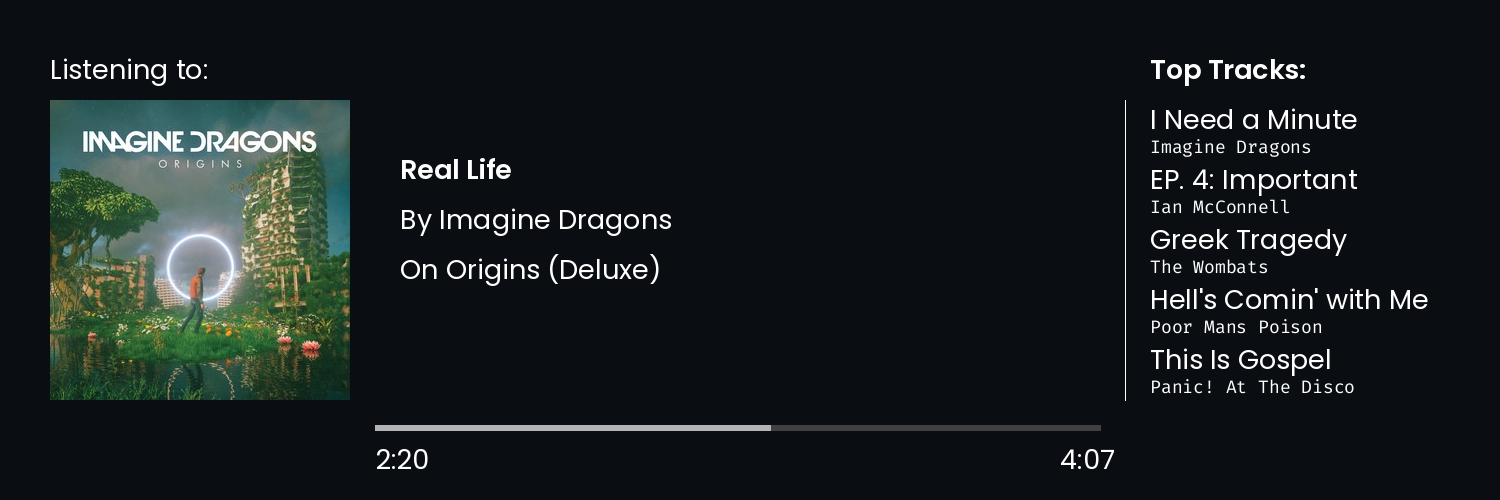 Listening to:
IMAGINE DRAGONS
ORIGINS
Real Life
By Imagine Dragons
On Origins (Deluxe)
2:20
4:07
Top Tracks:
I Need a Minute
Imagine Dragons
EP. 4: Important
Ian McConnell
Greek Tragedy
The Wombats
Hell's Comin' with Me
Poor Mans Poison
This Is Gospel
Panic! At The Disco